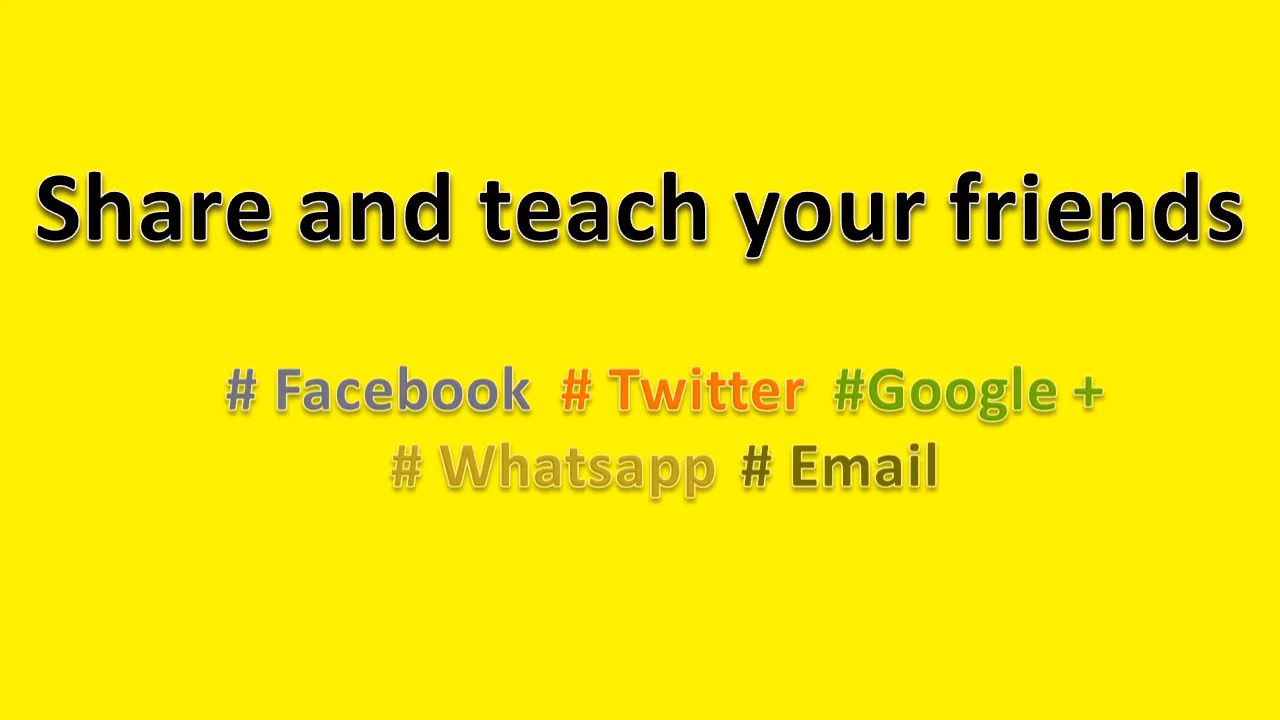 Share and teach your friends
# Facebook # Twitter #Google +
# Whatsapp # Email